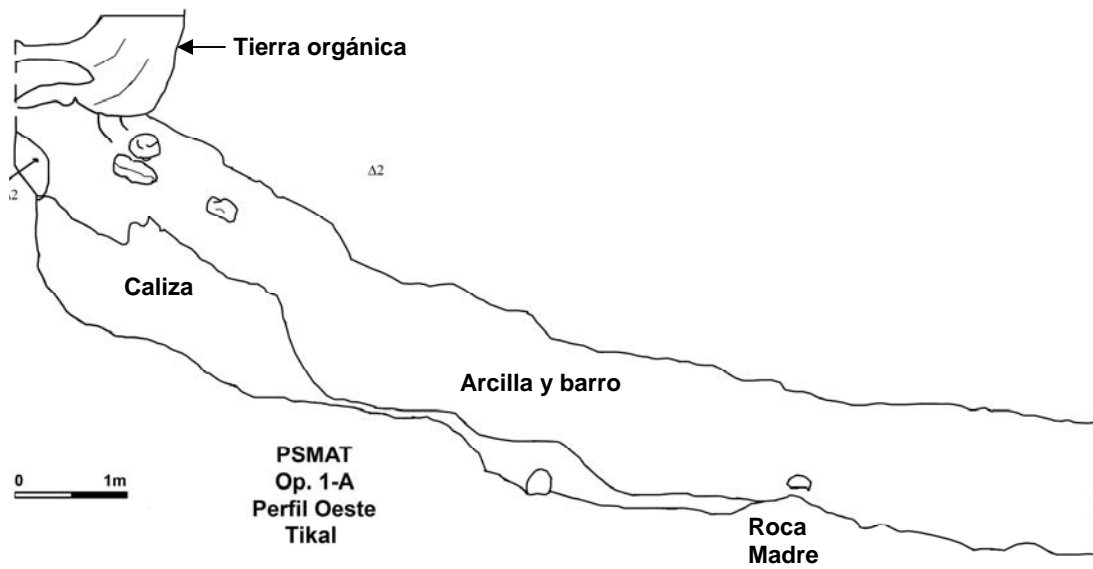 Tierra orgánica
Δ2
Caliza
Arcilla y barro
0 1m
PSMAT
Op. 1-A
Perfil Oeste
Tikal
Roca
Madre